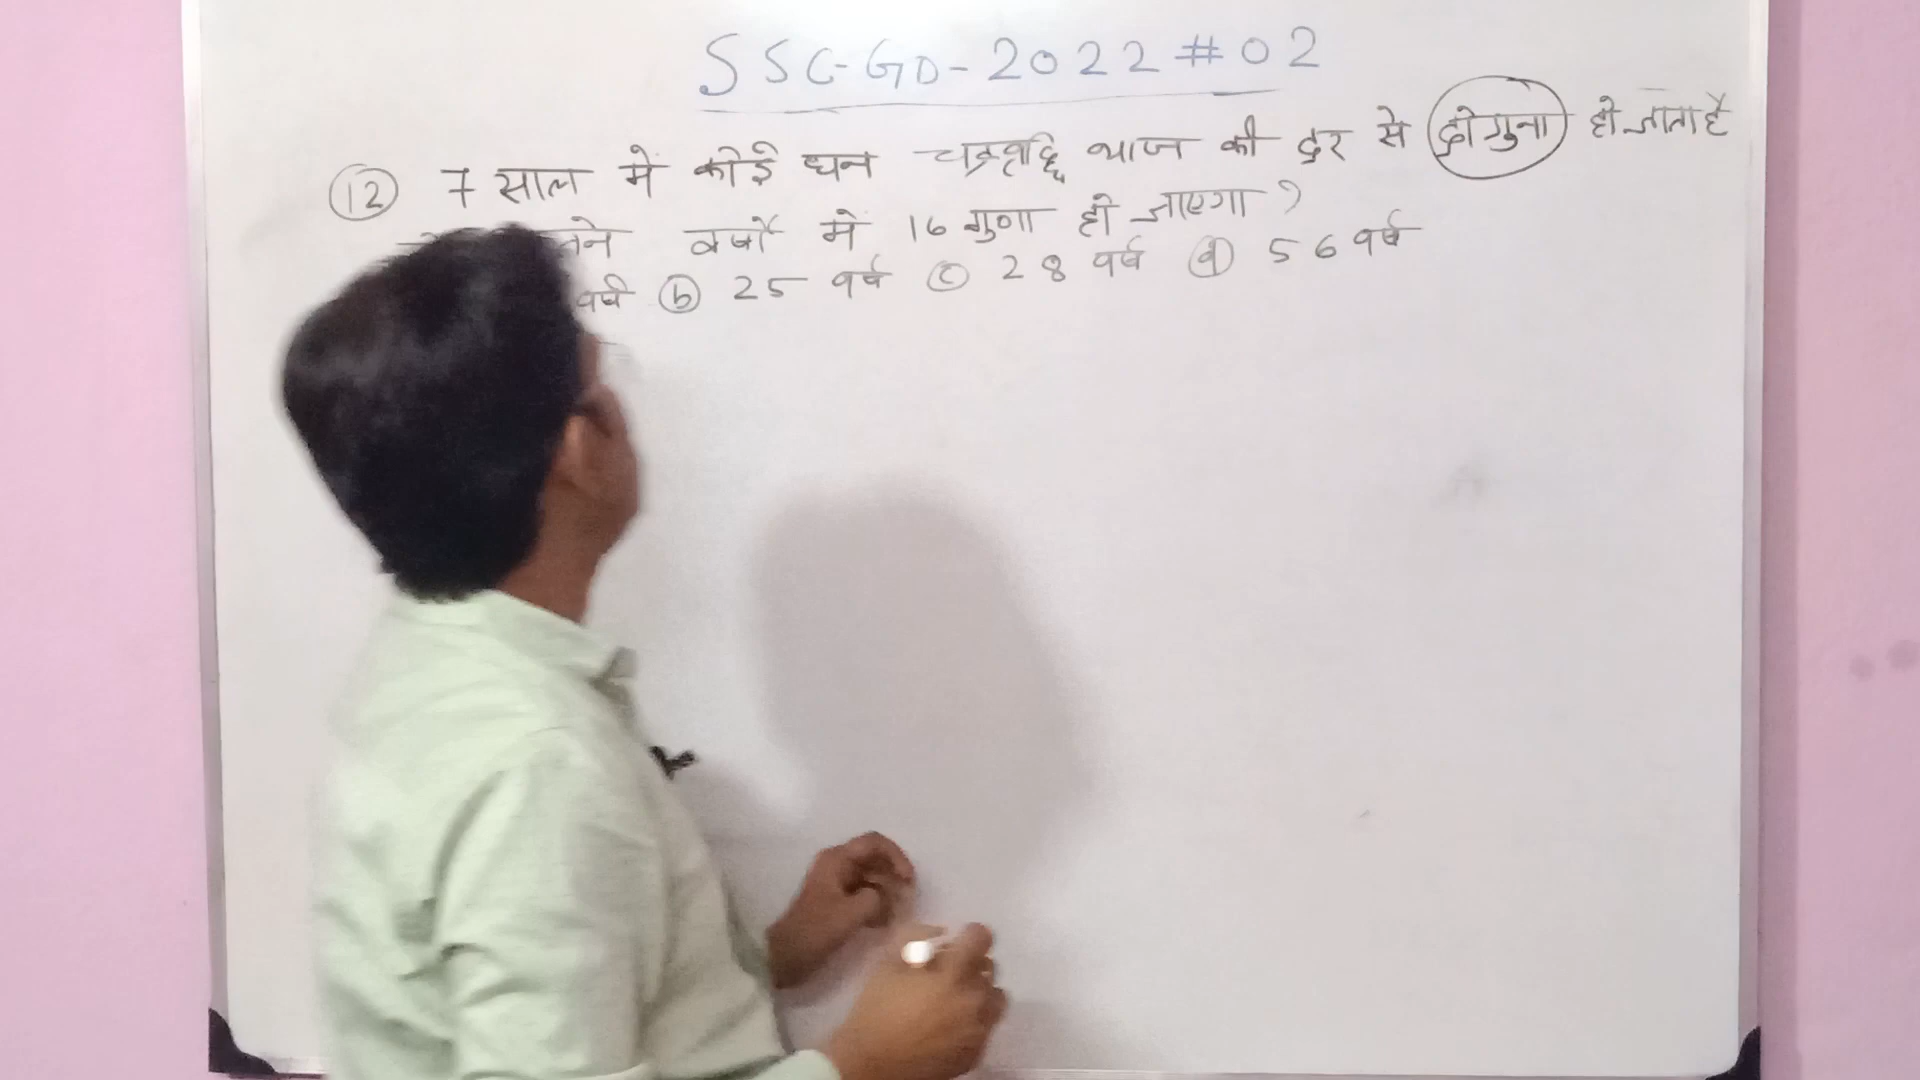 SSC-GD-2022 #02
(12) 7 साल में कोई धन चक्रवृद्धि ब्याज की दर से दोगुना हो जाता है
वर्षों में 16 गुणा हो जाएगा ?
वर्ष (b) 25 वर्ष (c) 28 वर्ष (d) 56 वर्ष